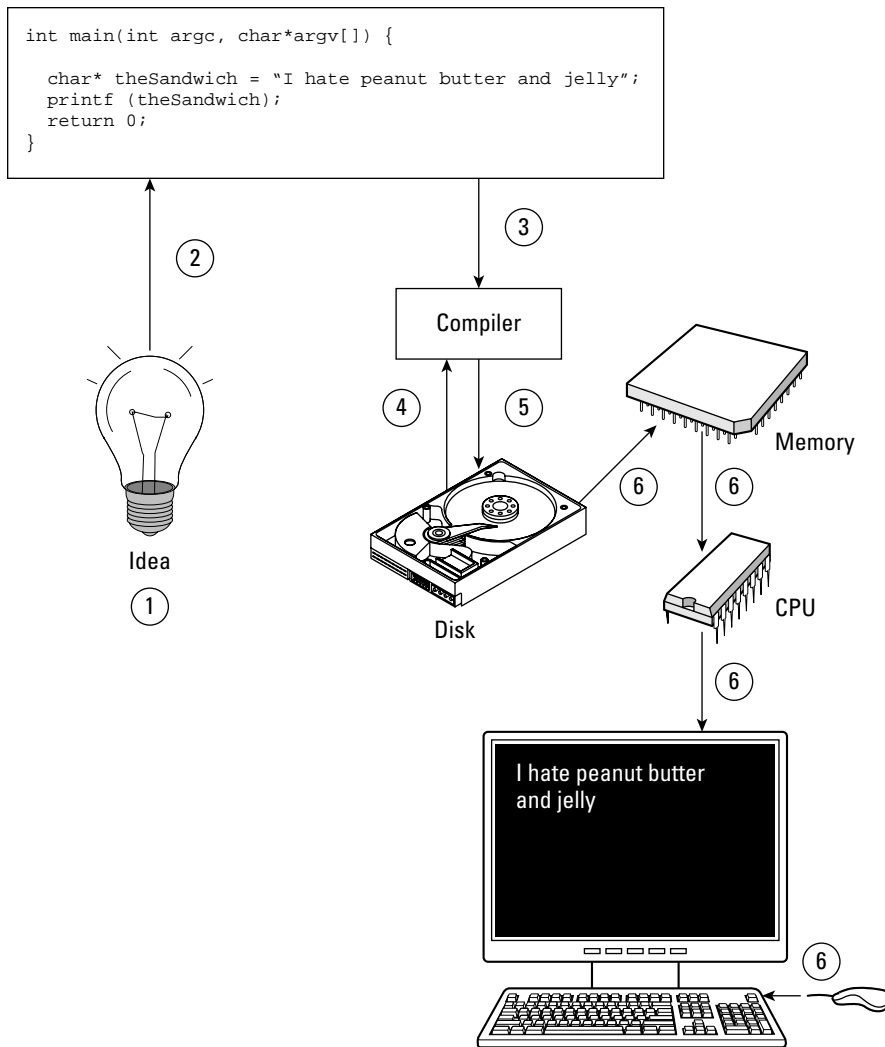 int main(int argc, char*argv[]) {
char* theSandwich = “I hate peanut butter and jelly”;
printf (theSandwich);
return 0;
}
2
3
Compiler
4
5
6
Memory
6
Idea
1
Disk
CPU
6
I hate peanut butter
and jelly
6